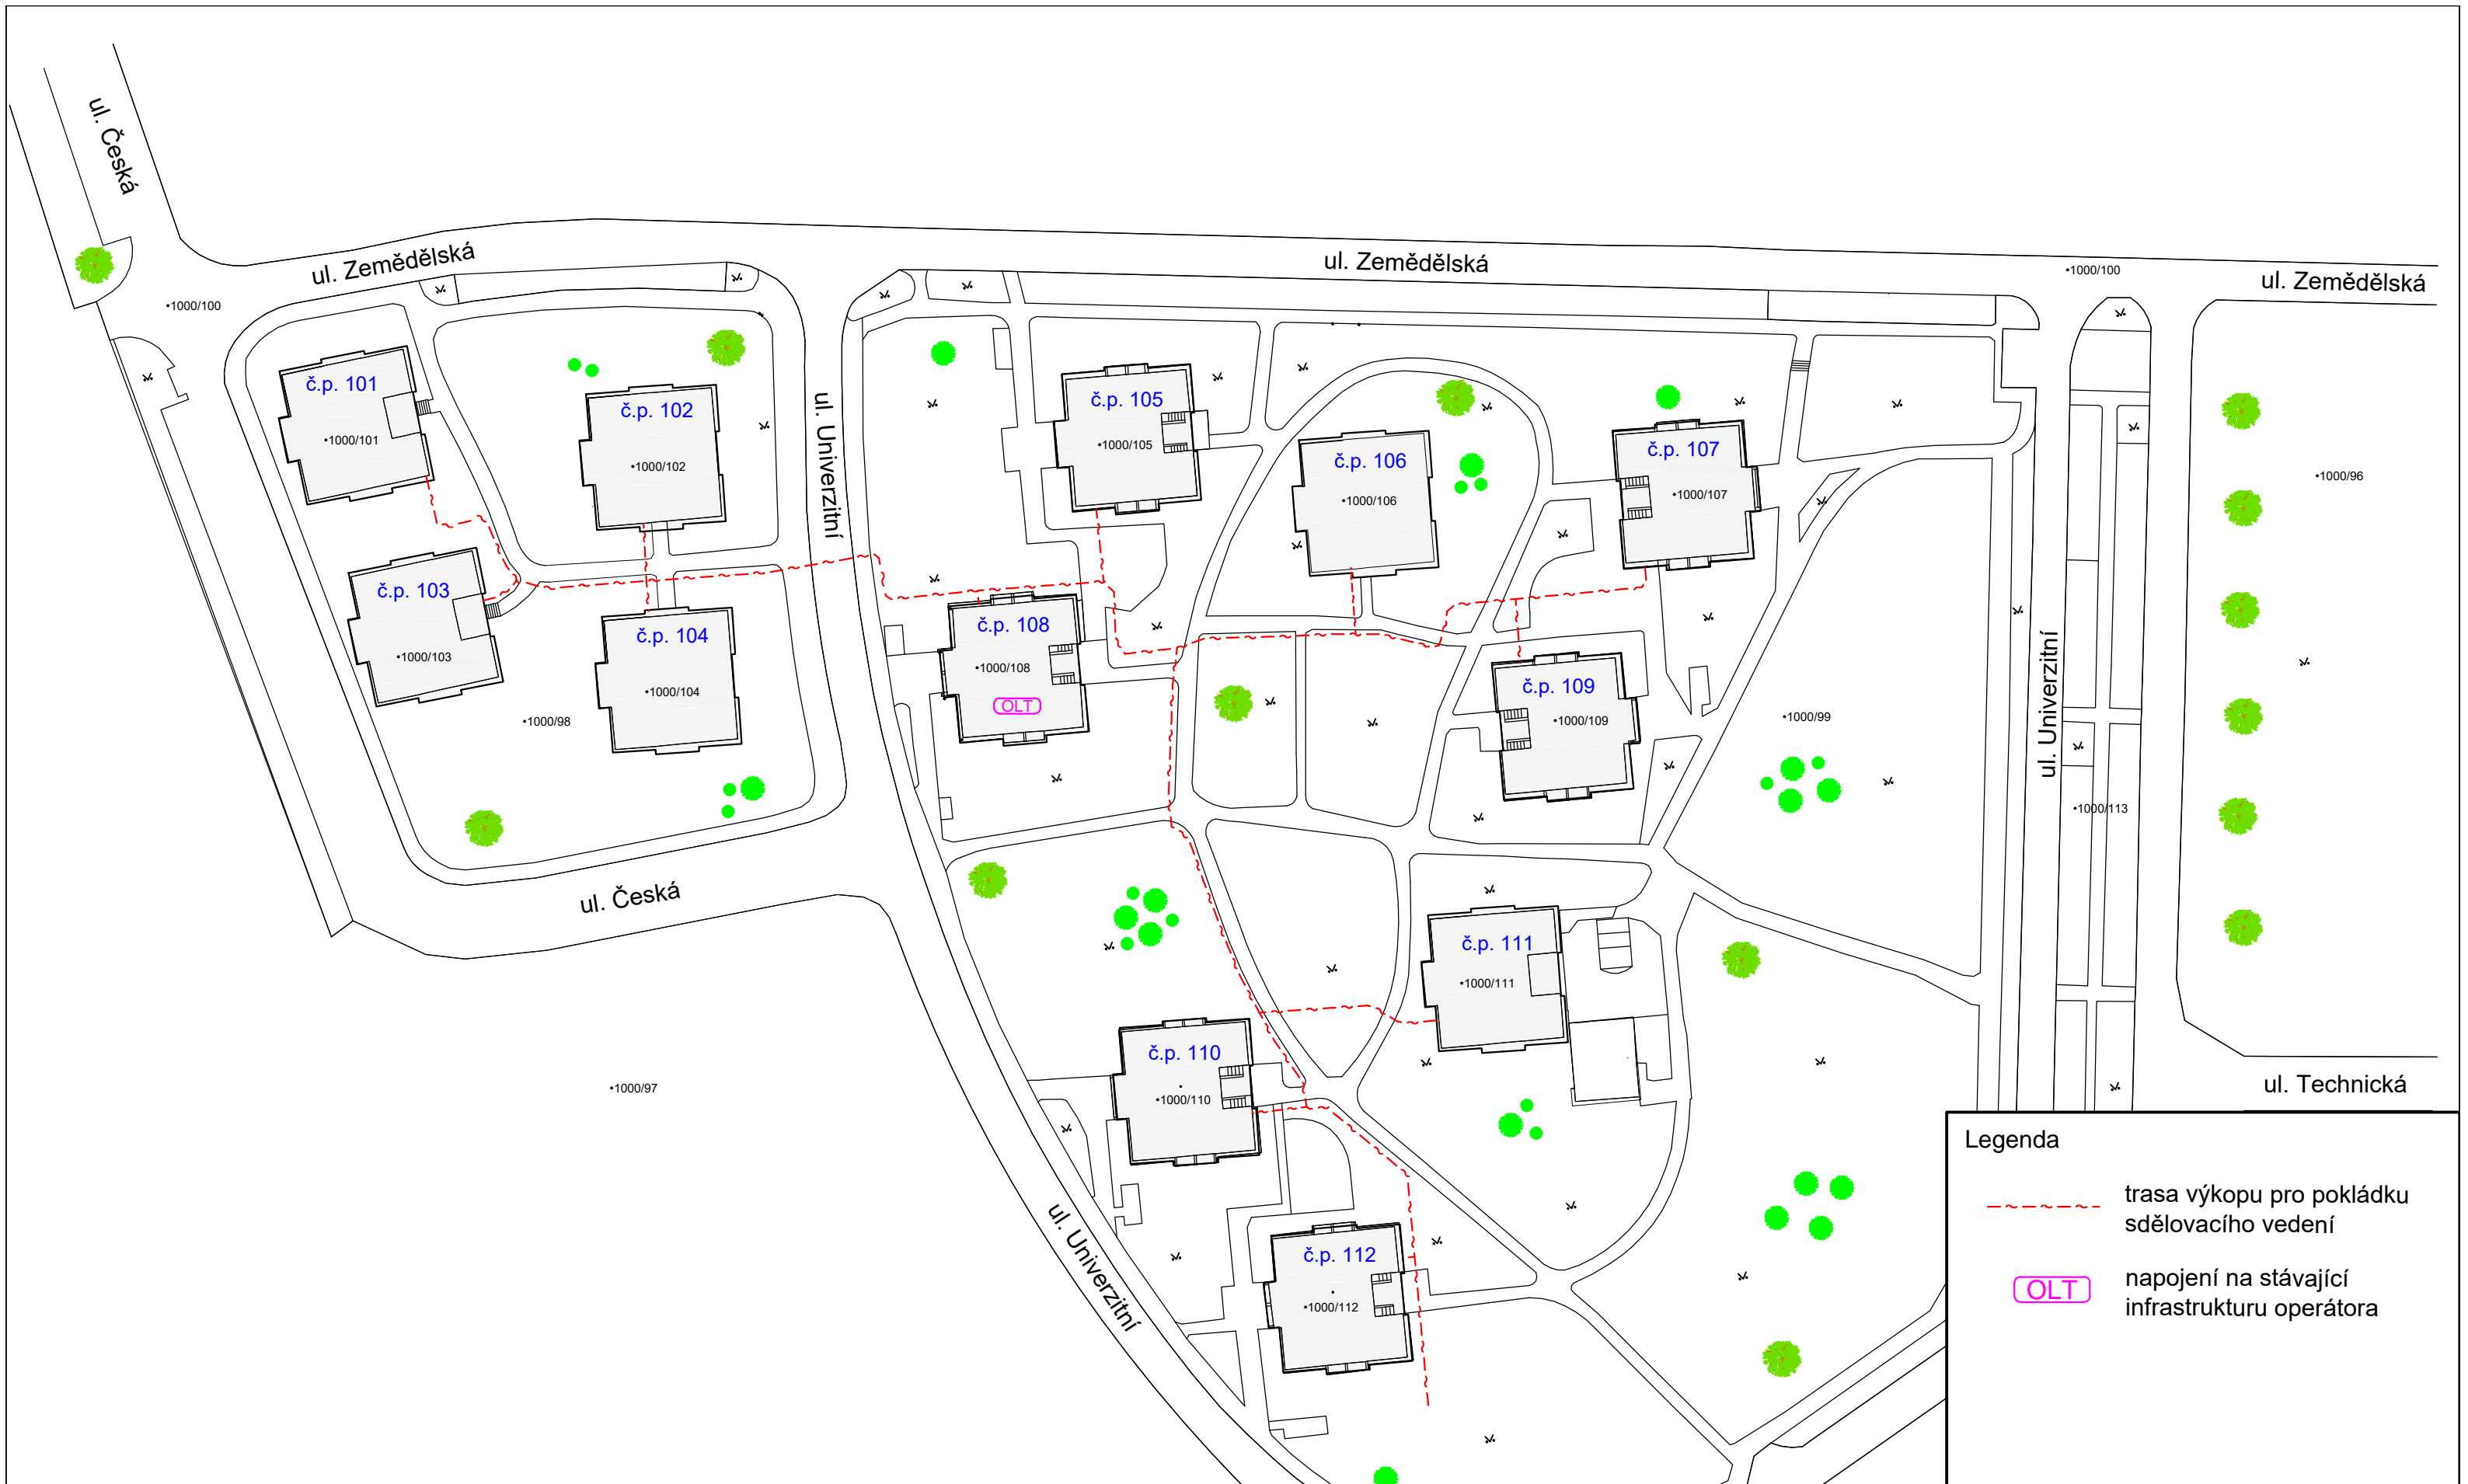 ul. Česká
ul. Zemědělská
ul. Zemědělská
•1000/100
ul. Zemědělská
•1000/100
č.p. 101
•1000/101
č.p. 102
•1000/102
ul. Univerzitní
č.p. 105
•1000/105
č.p. 106
•1000/106
č.p. 107
•1000/107
•1000/96
č.p. 103
•1000/103
č.p. 104
•1000/104
•1000/98
č.p. 108
•1000/108
OLT
č.p. 109
•1000/109
•1000/99
ul. Univerzitní
•1000/113
ul. Česká
č.p. 111
•1000/111
č.p. 110
•1000/110
•1000/97
ul. Technická
ul. Univerzitní
č.p. 112
•1000/112
Legenda
trasa výkopu pro pokládku
sdělovacího vedení
OLT
napojení na stávající
infrastrukturu operátora